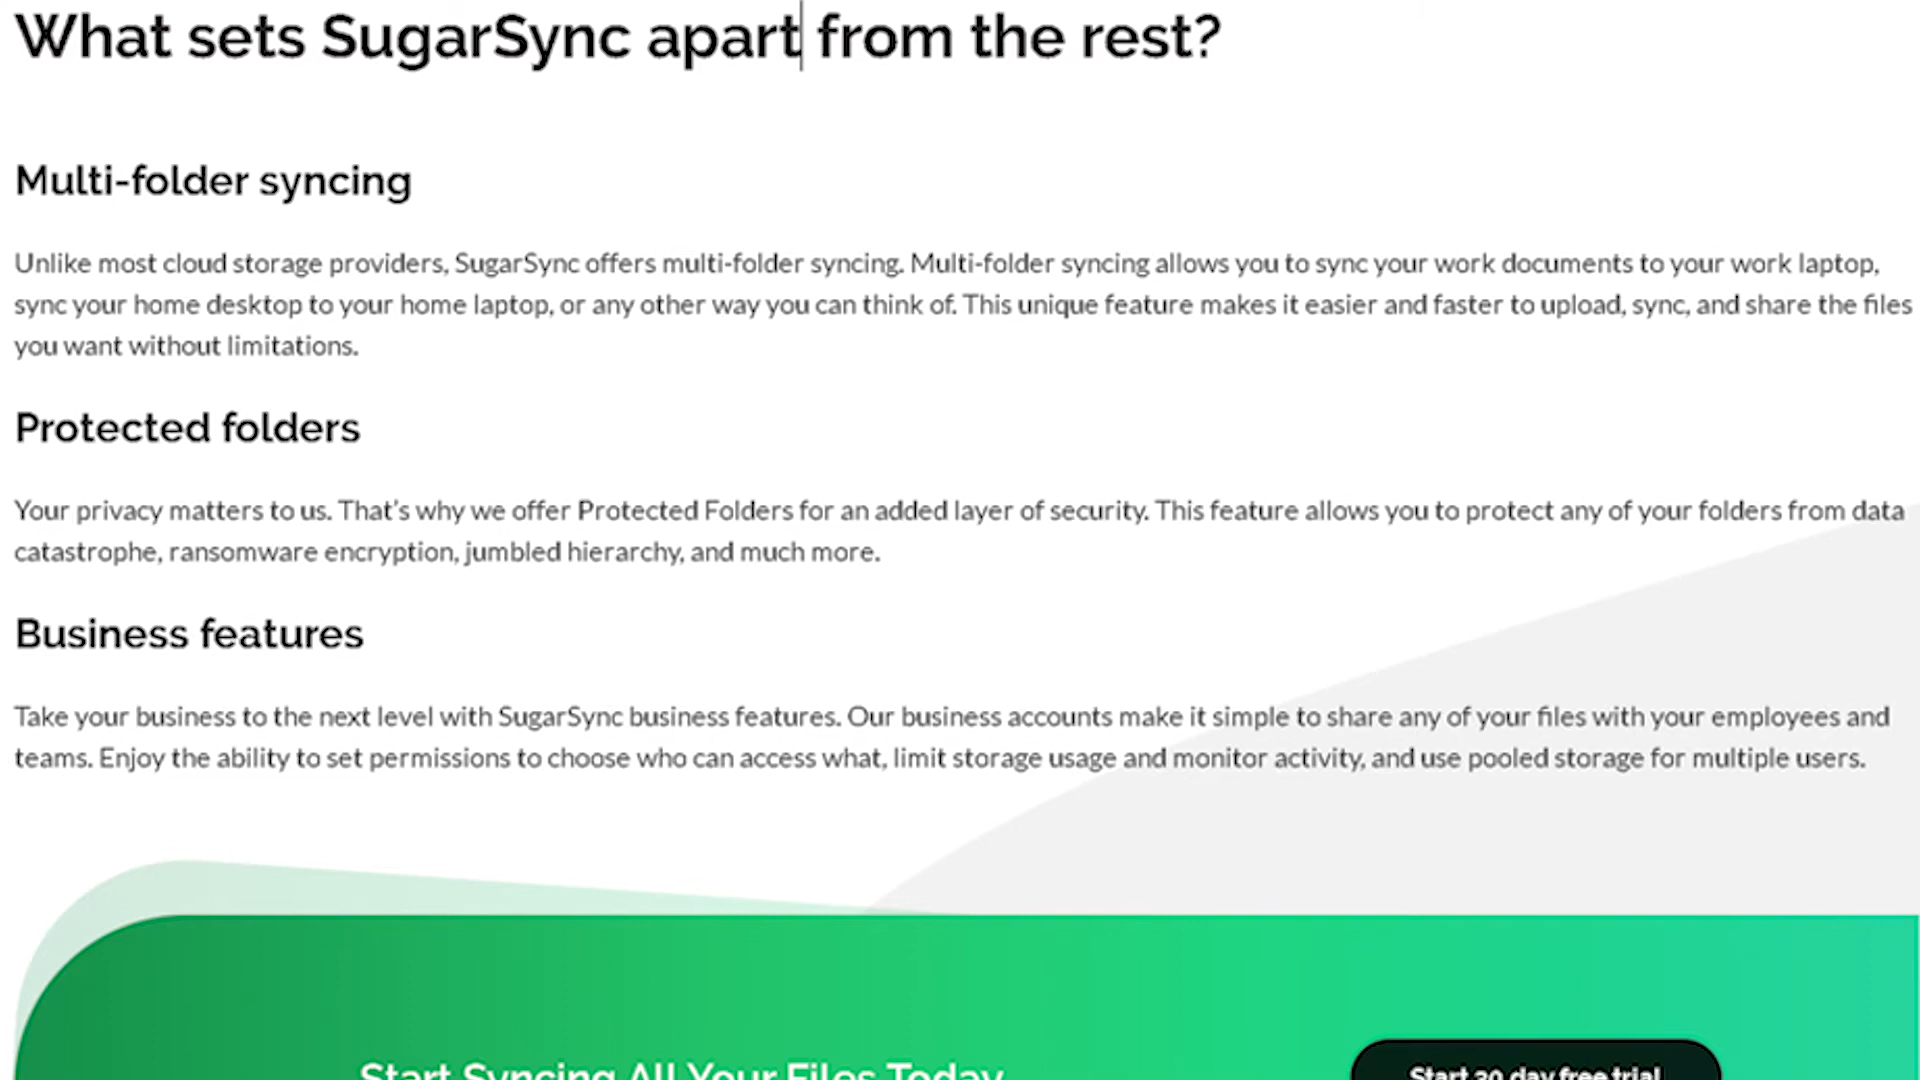 What sets SugarSync apart from the rest?
Multi-folder syncing
Unlike most cloud storage providers, SugarSync offers multi-folder syncing. Multi-folder syncing allows you to sync your work documents to your work laptop,
sync your home desktop to your home laptop, or any other way you can think of. This unique feature makes it easier and faster to upload, sync, and share the files
you want without limitations.
Protected folders
Your privacy matters to us. That’s why we offer Protected Folders for an added layer of security. This feature allows you to protect any of your folders from data
catastrophe, ransomware encryption, jumbled hierarchy, and much more.
Business features
Take your business to the next level with SugarSync business features. Our business accounts make it simple to share any of your files with your employees and
teams. Enjoy the ability to set permissions to choose who can access what, limit storage usage and monitor activity, and use pooled storage for multiple users.
Start Syncing All Your Files Today
Start 30 day free trial